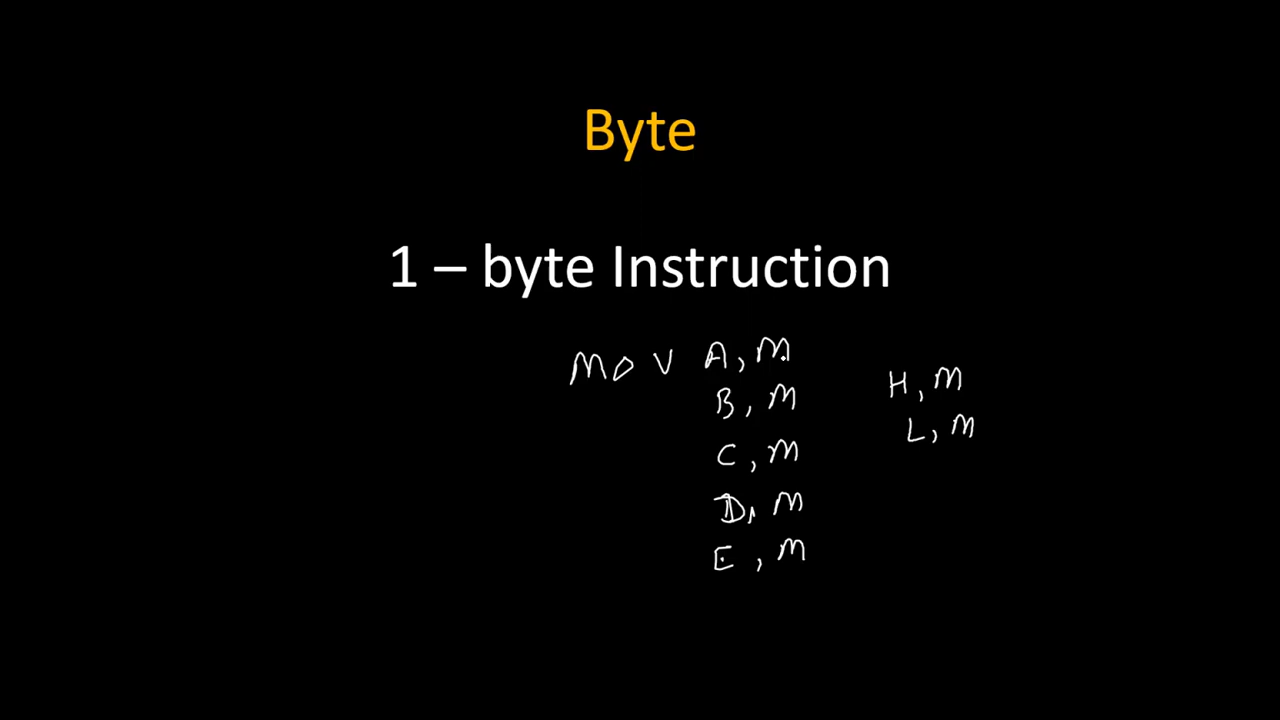 Byte
1 – byte Instruction
MOV A, M
B, M
C, M
D, M
E, M
H, M
L, M